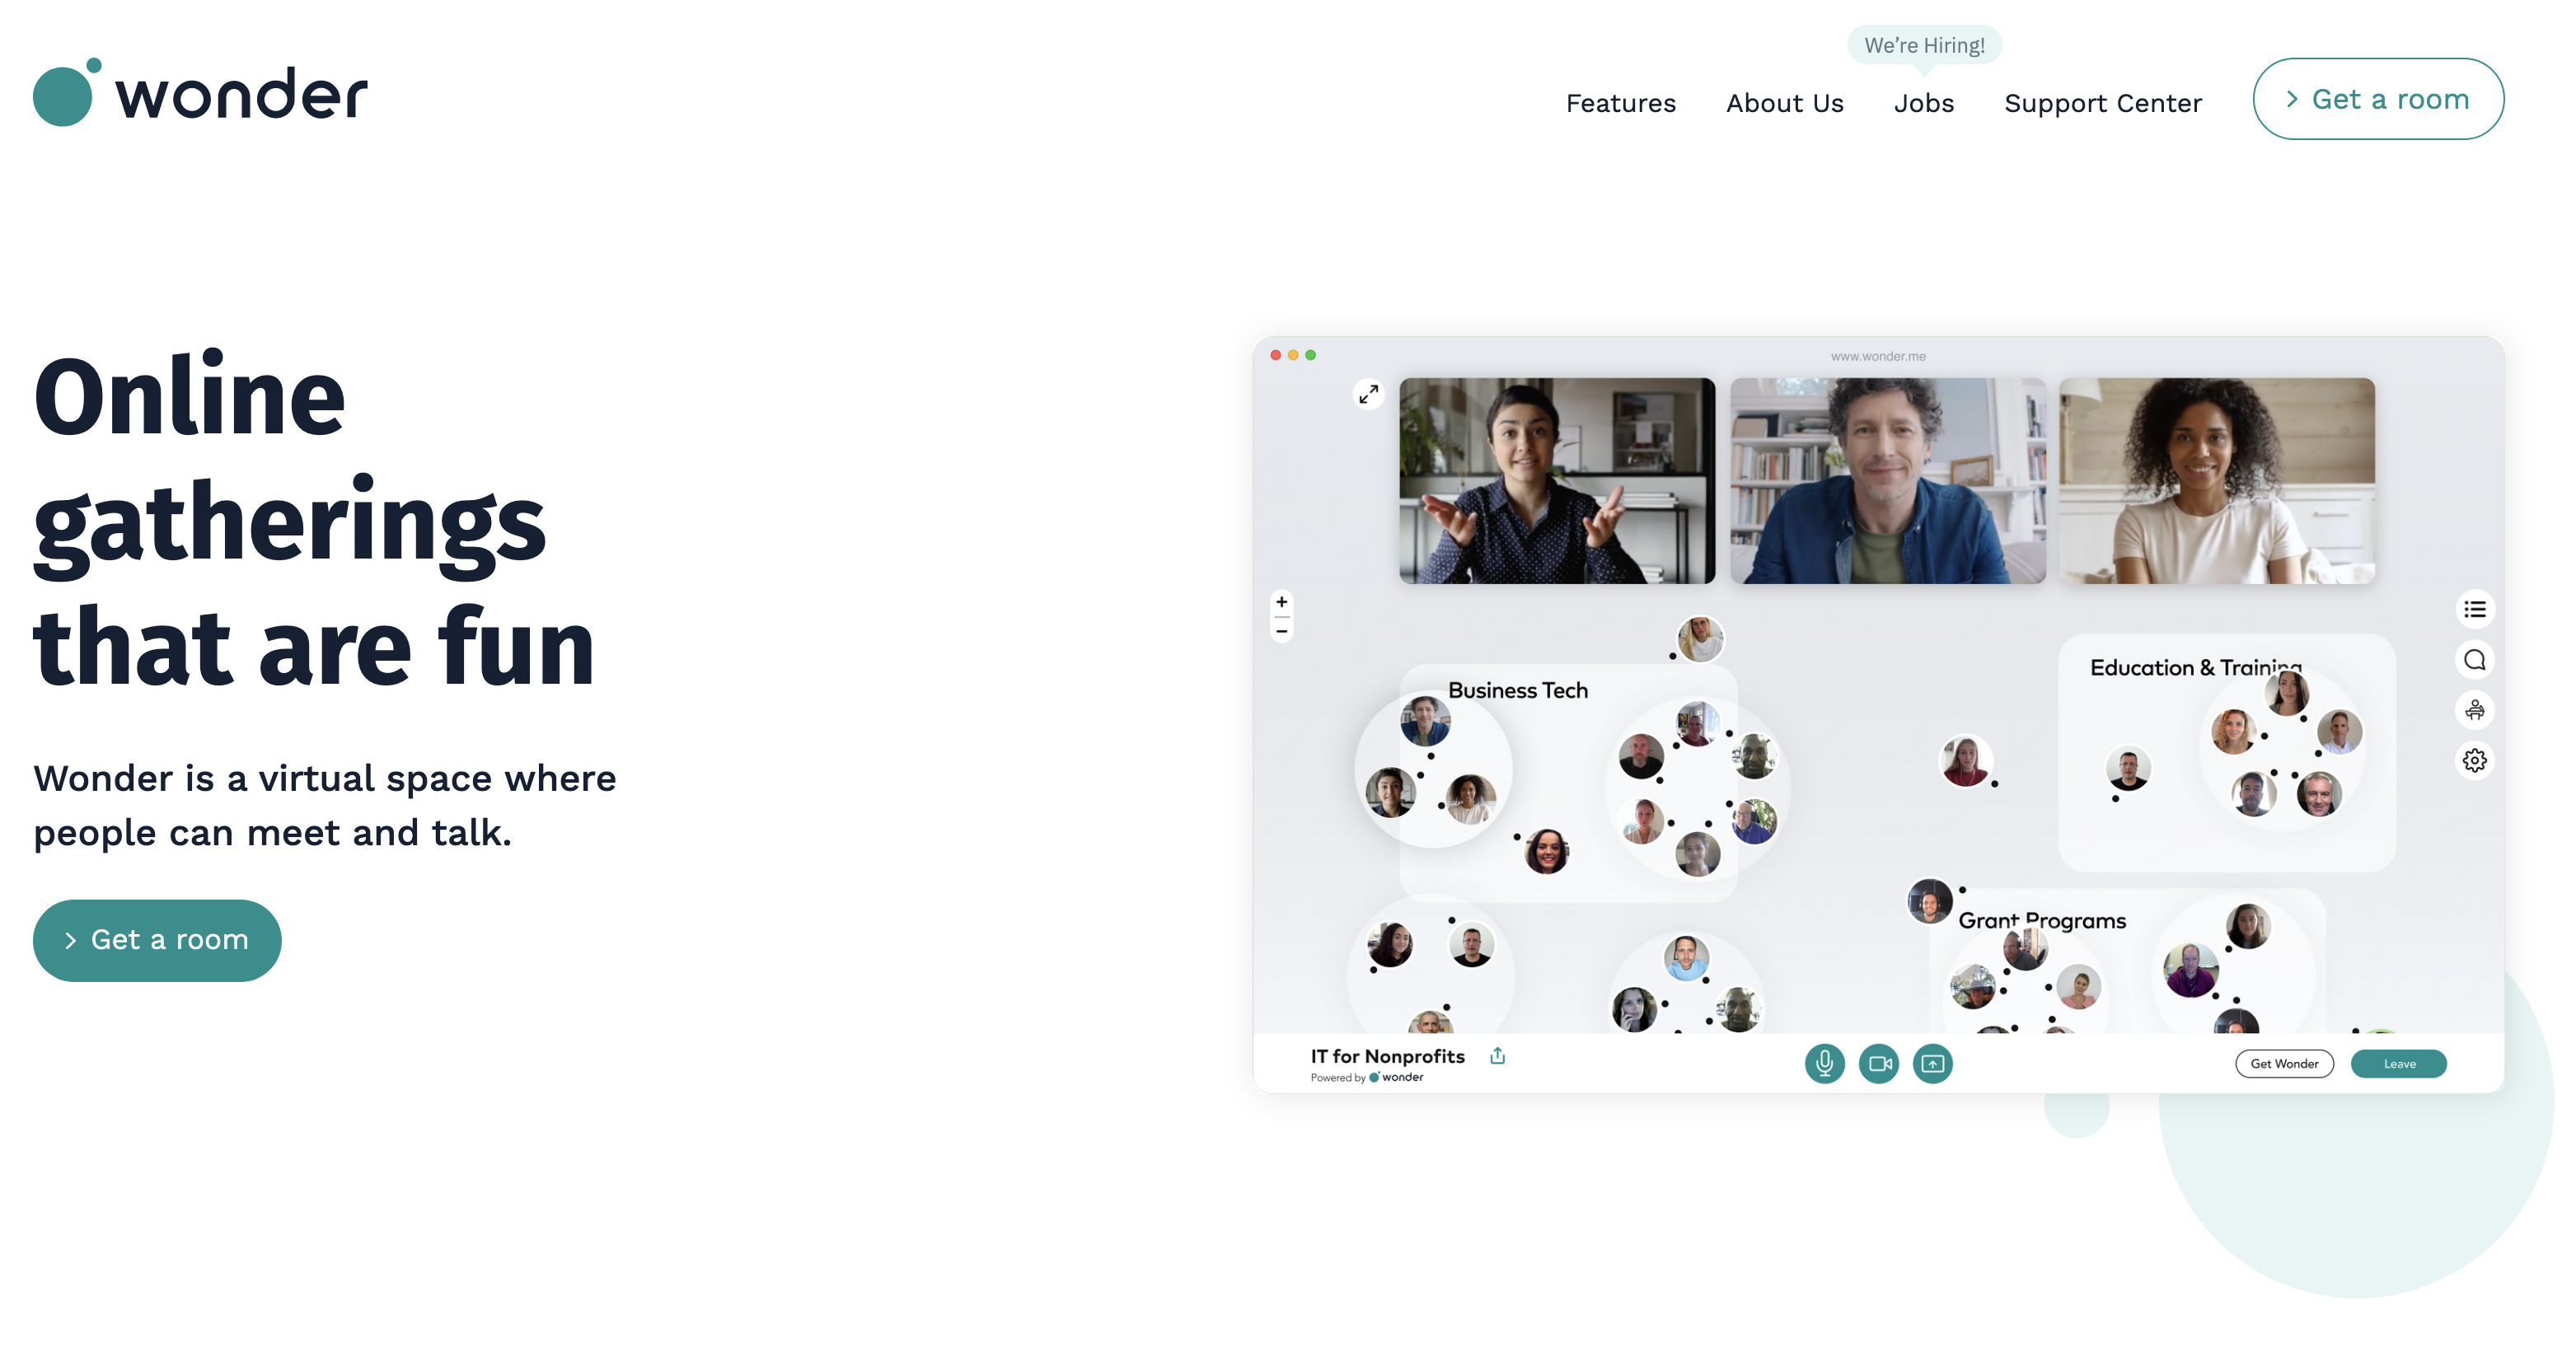 wonder
We're Hiring!
Features
About Us
Jobs
Support Center
Get a room
Online
gatherings
that are fun
Wonder is a virtual space where
people can meet and talk.
Get a room
www.wonder.me
Business Tech
Education & Training
Grant Programs
IT for Nonprofits
Powered by wonder
Get Wonder
Leave